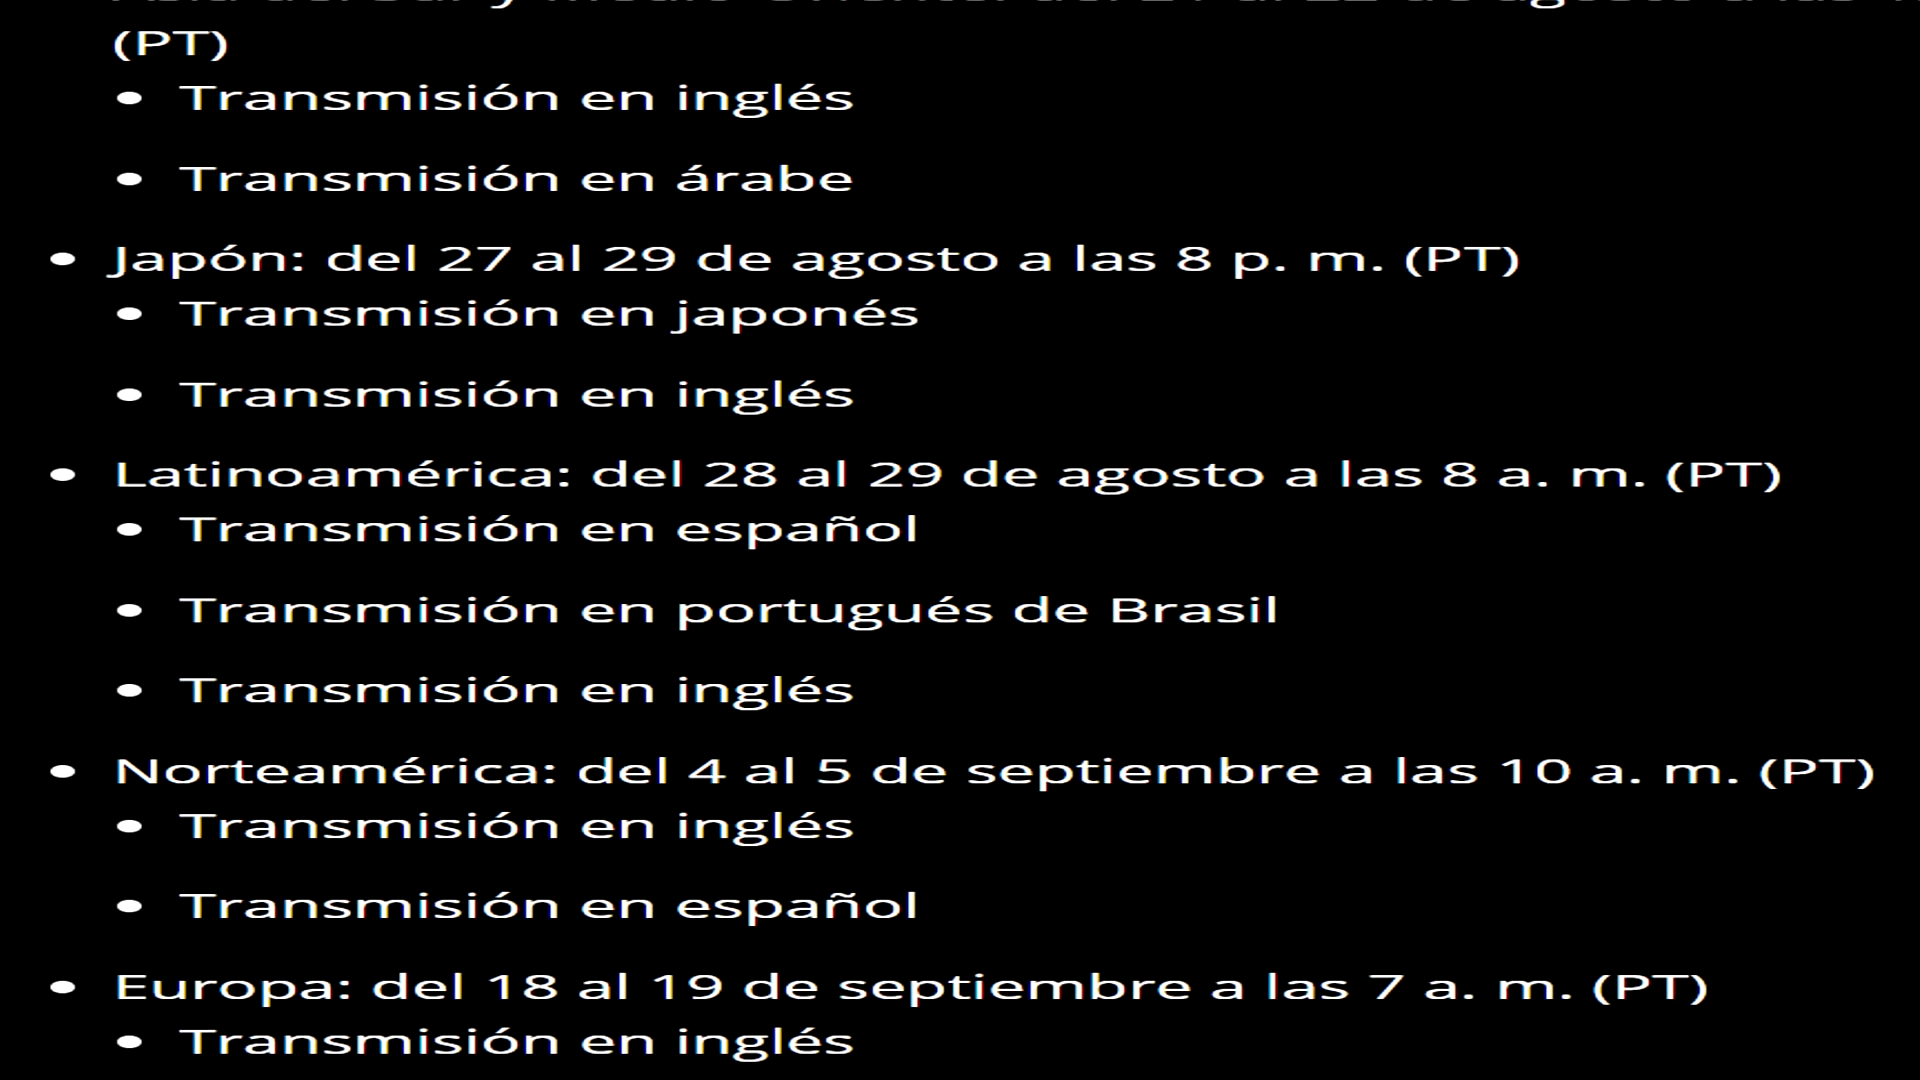 (PT)
Transmisión en inglés
Transmisión en árabe
Japón: del 27 al 29 de agosto a las 8 p. m. (PT)
Transmisión en japonés
Transmisión en inglés
Latinoamérica: del 28 al 29 de agosto a las 8 a. m. (PT)
Transmisión en español
Transmisión en portugués de Brasil
Transmisión en inglés
Norteamérica: del 4 al 5 de septiembre a las 10 a. m. (PT)
Transmisión en inglés
Transmisión en español
Europa: del 18 al 19 de septiembre a las 7 a. m. (PT)
Transmisión en inglés